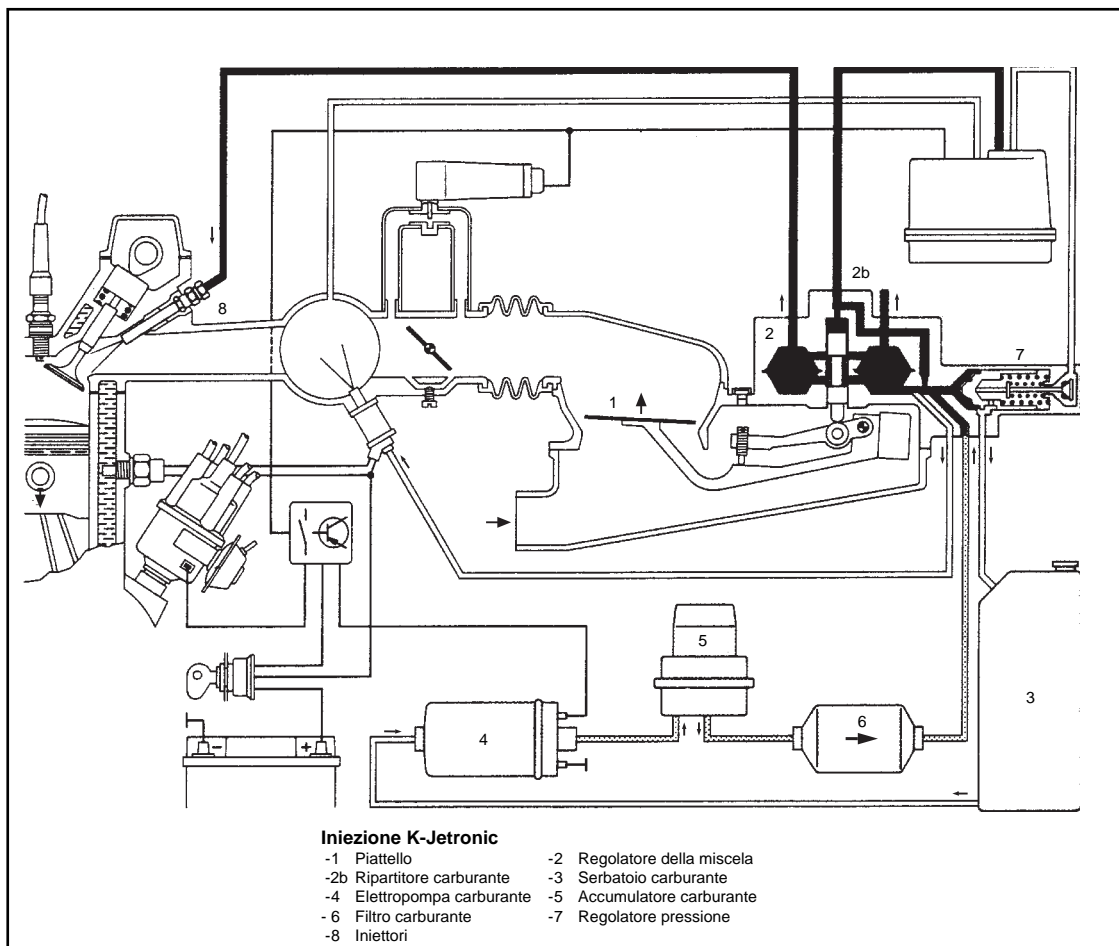 2b
8
2
7
1
5
3
6
4
- +
Iniezione K-Jetronic
-1 Piattello -2 Regolatore della miscela
-2b Ripartitore carburante -3 Serbatoio carburante
-4 Elettropompa carburante -5 Accumulatore carburante
- 6 Filtro carburante -7 Regolatore pressione
-8 Iniettori